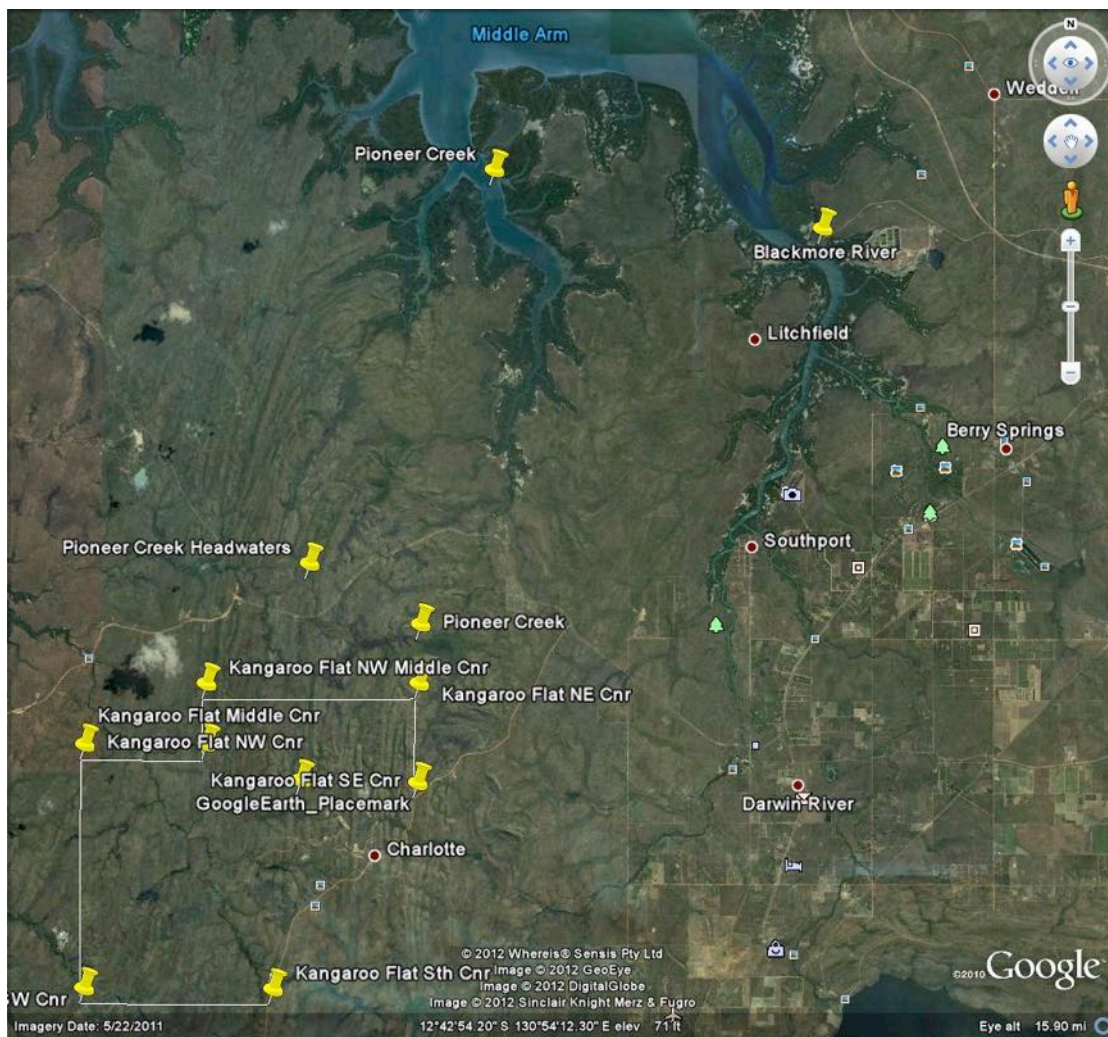 Middle Arm
N
Weddell
Pioneer Creek
Blackmore River
Litchfield
Berry Springs
Pioneer Creek Headwaters
Southport
Pioneer Creek
Kangaroo Flat NW Middle Cnr
Kangaroo Flat NE Cnr
Kangaroo Flat Middle Cnr
Kangaroo Flat NW Cnr
Kangaroo Flat SE Cnr
GoogleEarth_Placemark
Darwin River
Charlotte
© 2012 Whereis® Sensis Pty Ltd
Image © 2012 GeoEye
Image © 2012 DigitalGlobe
Image © 2012 Sinclair Knight Merz & Fugro
©2010 Google
Kangaroo Flat Sth Cnr
SW Cnr
Imagery Date: 5/22/2011
12°42'54.20" S 130°54'12.30" E elev 71 ft
Eye alt 15.90 mi